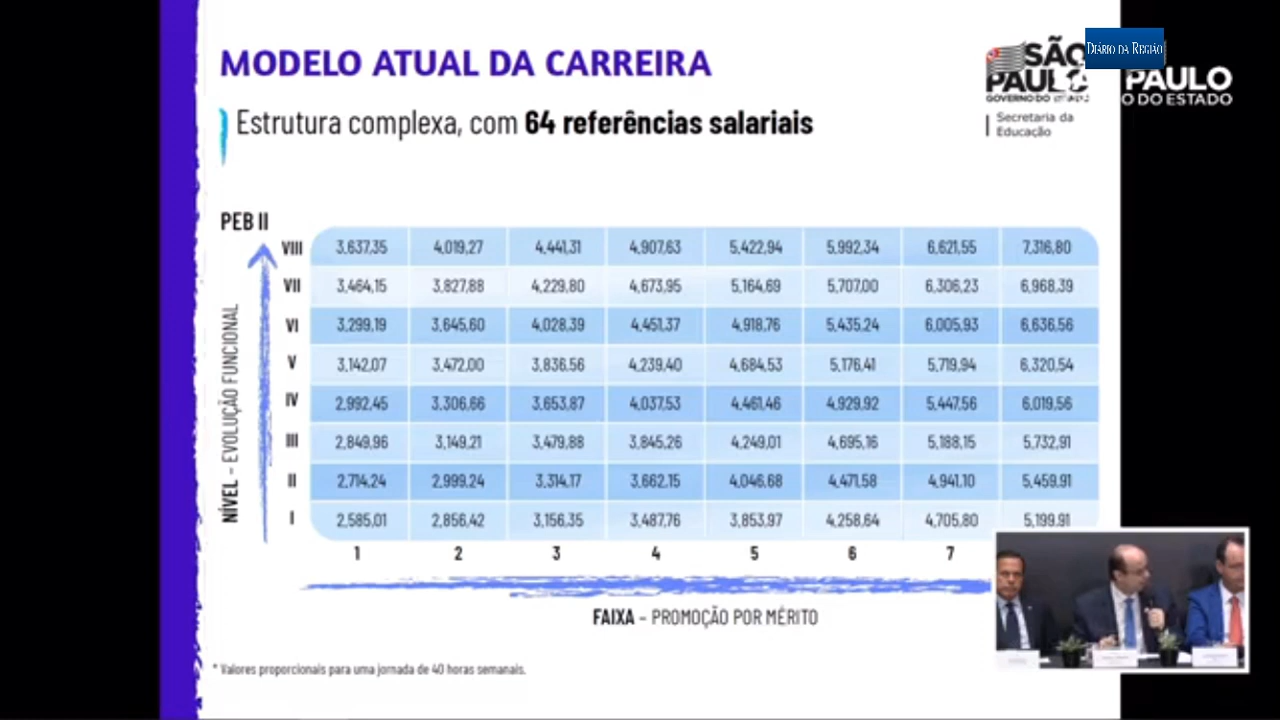 MODELO ATUAL DA CARREIRA
Estrutura complexa, com 64 referências salariais
SÃO
PAULO
GOVERNO DO ESTADO
Secretaria da
Educação
DIÁRIO DA REGIÃO
PAULO
O DO ESTADO
PEB II
VIII 3.637,35 4.019,27 4.441,31 4.907,63 5.422,94 5.992,34 6.621,55 7.316,80
VII 3.464,15 3.827,88 4.229,80 4.673,95 5.164,69 5.707,00 6.306,23 6.968,39
VI 3.299,19 3.645,60 4.028,39 4.451,37 4.918,76 5.435,24 6.005,93 6.636,56
V 3.142,07 3.472,00 3.836,56 4.239,40 4.684,53 5.176,41 5.719,94 6.320,54
IV 2.992,45 3.306,66 3.653,87 4.037,53 4.461,46 4.929,92 5.447,56 6.019,56
III 2.849,96 3.149,21 3.479,88 3.845,26 4.249,01 4.695,16 5.188,15 5.732,91
II 2.714,24 2.999,24 3.314,17 3.662,15 4.046,68 4.471,58 4.941,10 5.459,91
I 2.585,01 2.856,42 3.156,35 3.487,76 3.853,97 4.258,64 4.705,80 5.199,91
1 2 3 4 5 6 7
NÍVEL – EVOLUÇÃO FUNCIONAL
FAIXA – PROMOÇÃO POR MÉRITO
* Valores proporcionais para uma jornada de 40 horas semanais.